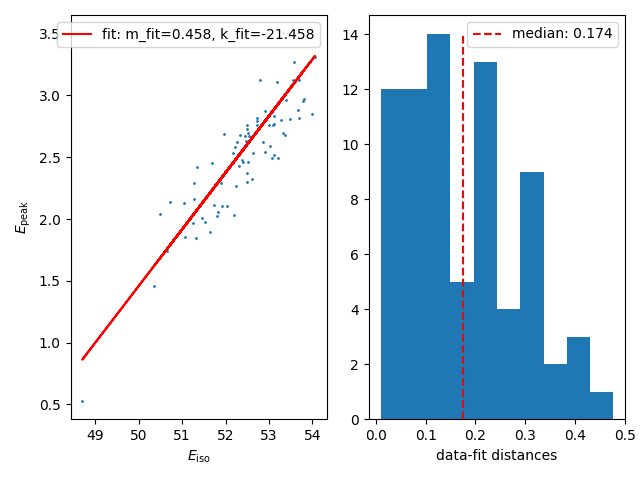 fit: m_fit=0.458, k_fit=-21.458
3.5
3.0
2.5
2.0
1.5
1.0
0.5
E_peak
49 50 51 52 53 54
E_iso
median: 0.174
14
12
10
8
6
4
2
0
0.0 0.1 0.2 0.3 0.4 0.5
data-fit distances